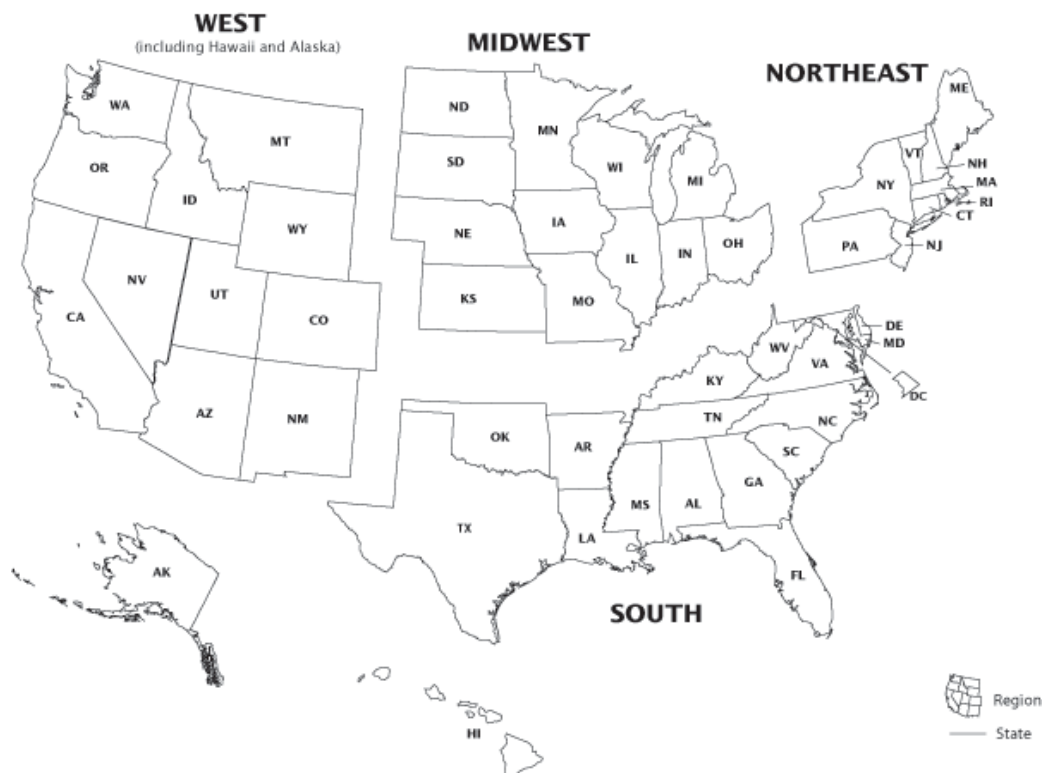 WEST
(including Hawaii and Alaska)
MIDWEST
NORTHEAST
WA
OR
ID
MT
WY
NV
UT
CO
CA
AZ
NM
AK
HI
ND
SD
NE
KS
MN
IA
MO
WI
IL
MI
IN
OH
ME
VT
NH
NY
MA
RI
CT
PA
NJ
DE
MD
WV
VA
DC
KY
TN
NC
SC
OK
AR
TX
LA
MS
AL
GA
FL
SOUTH
Region
State